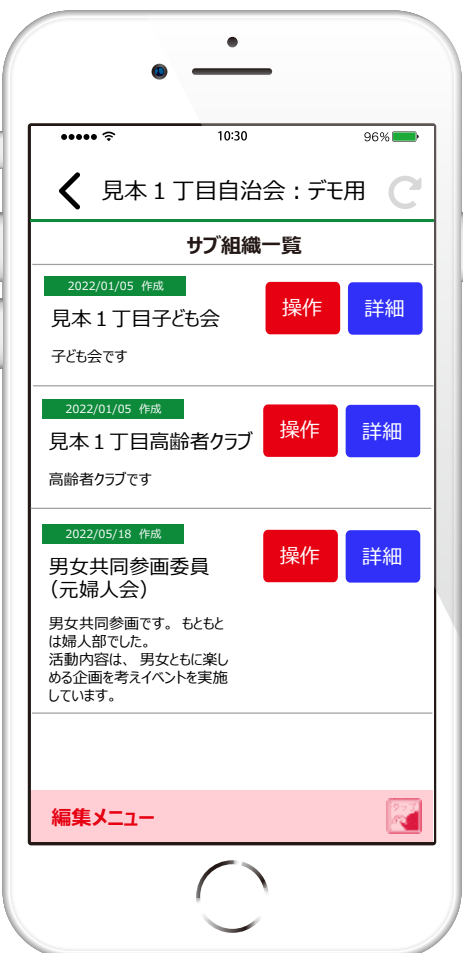 10:30
96%
見本１丁目自治会：デモ用
サブ組織一覧
2022/01/05 作成
見本１丁目子ども会
操作
詳細
子ども会です
2022/01/05 作成
見本１丁目高齢者クラブ
操作
詳細
高齢者クラブです
2022/05/18 作成
男女共同参画委員
（元婦人会）
操作
詳細
男女共同参画です。もともと
は婦人部でした。
活動内容は、男女ともに楽し
める企画を考えイベントを実施
しています。
編集メニュー